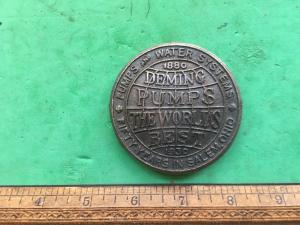 PUMPS AND WATER SYSTEMS
1880
DEMING
PUMPS
THE WORLD'S
BEST
1930
FIFTY YEARS IN SALEM, OHIO
4 5 6 7 8 9